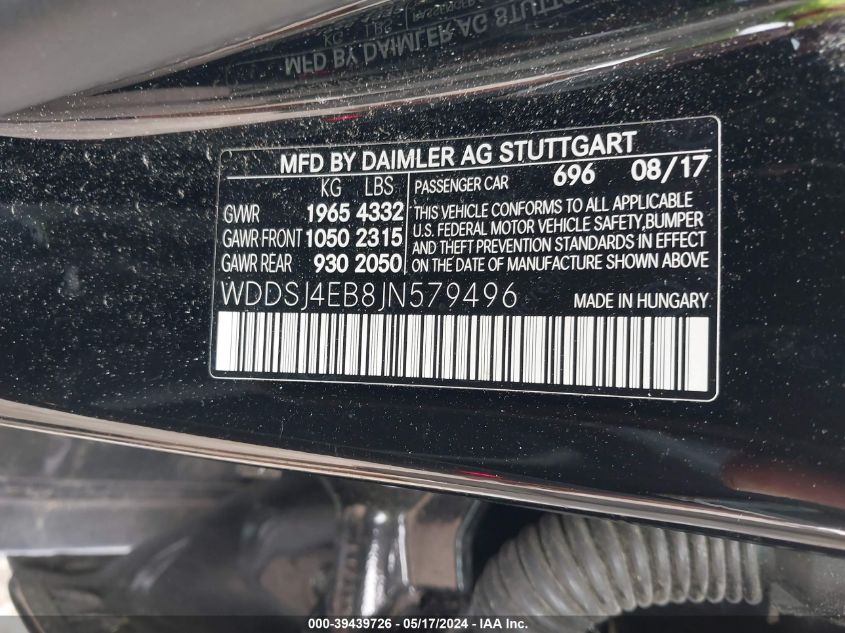 MFD BY DAIMLER AG STUTTGART
KG LBS
GVWR 1965 4332
GAWR FRONT 1050 2315
GAWR REAR 930 2050
PASSENGER CAR 696 08/17
THIS VEHICLE CONFORMS TO ALL APPLICABLE
U.S. FEDERAL MOTOR VEHICLE SAFETY,BUMPER
AND THEFT PREVENTION STANDARDS IN EFFECT
ON THE DATE OF MANUFACTURE SHOWN ABOVE
WDDSJ4EB8JN579496 MADE IN HUNGARY
000-39439726 - 05/17/2024 - IAA Inc.